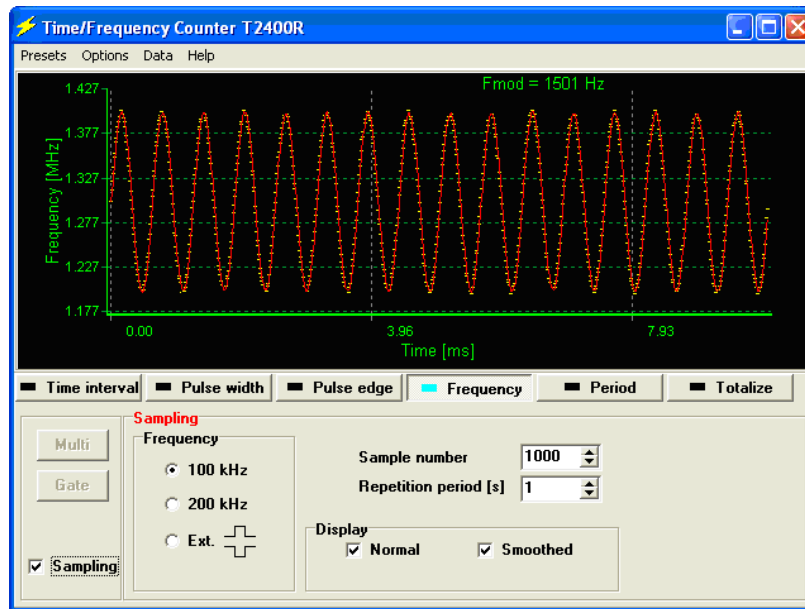 Time/Frequency Counter T2400R
Presets Options Data Help
Fmod = 1501 Hz
Frequency [MHz]
1.427
1.377
1.327
1.277
1.227
1.177
0.00 3.96 7.93
Time [ms]
Time interval Pulse width Pulse edge Frequency Period Totalize
Multi
Gate
Sampling
Sampling
Frequency
100 kHz
200 kHz
Ext.
Sample number 1000
Repetition period [s] 1
Display
Normal Smoothed